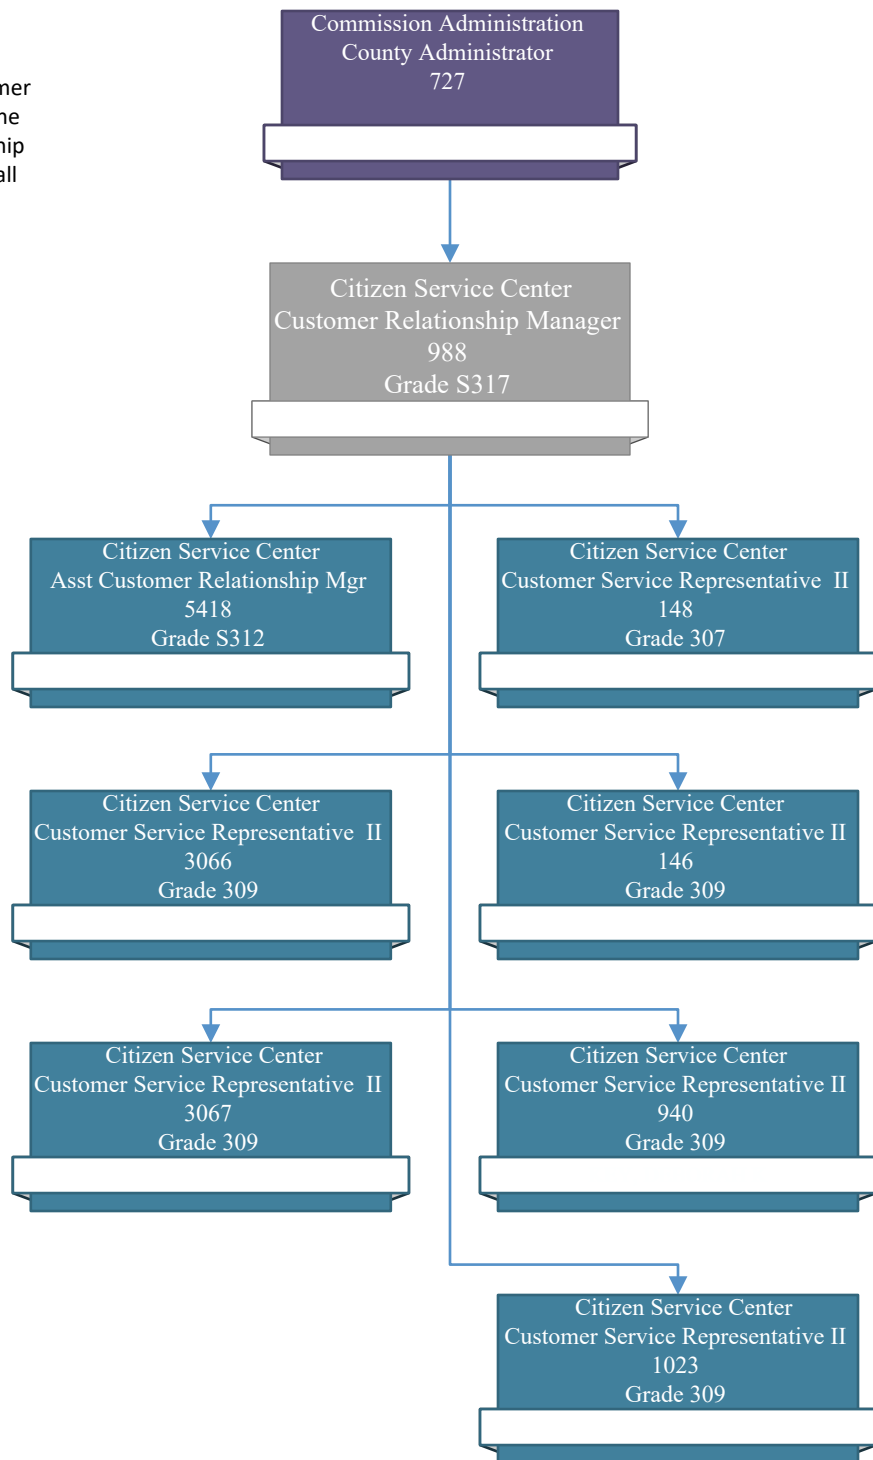 Commission Administration
County Administrator
727
Citizen Service Center
Customer Relationship Manager
988
Grade S317
Citizen Service Center
Asst Customer Relationship Mgr
5418
Grade S312
Citizen Service Center
Customer Service Representative  II
148
Grade 307
Citizen Service Center
Customer Service Representative  II
3066
Grade 309
Citizen Service Center
Customer Service Representative II
146
Grade 309
Citizen Service Center
Customer Service Representative  II
3067
Grade 309
Citizen Service Center
Customer Service Representative II
940
Grade 309
Citizen Service Center
Customer Service Representative II
1023
Grade 309